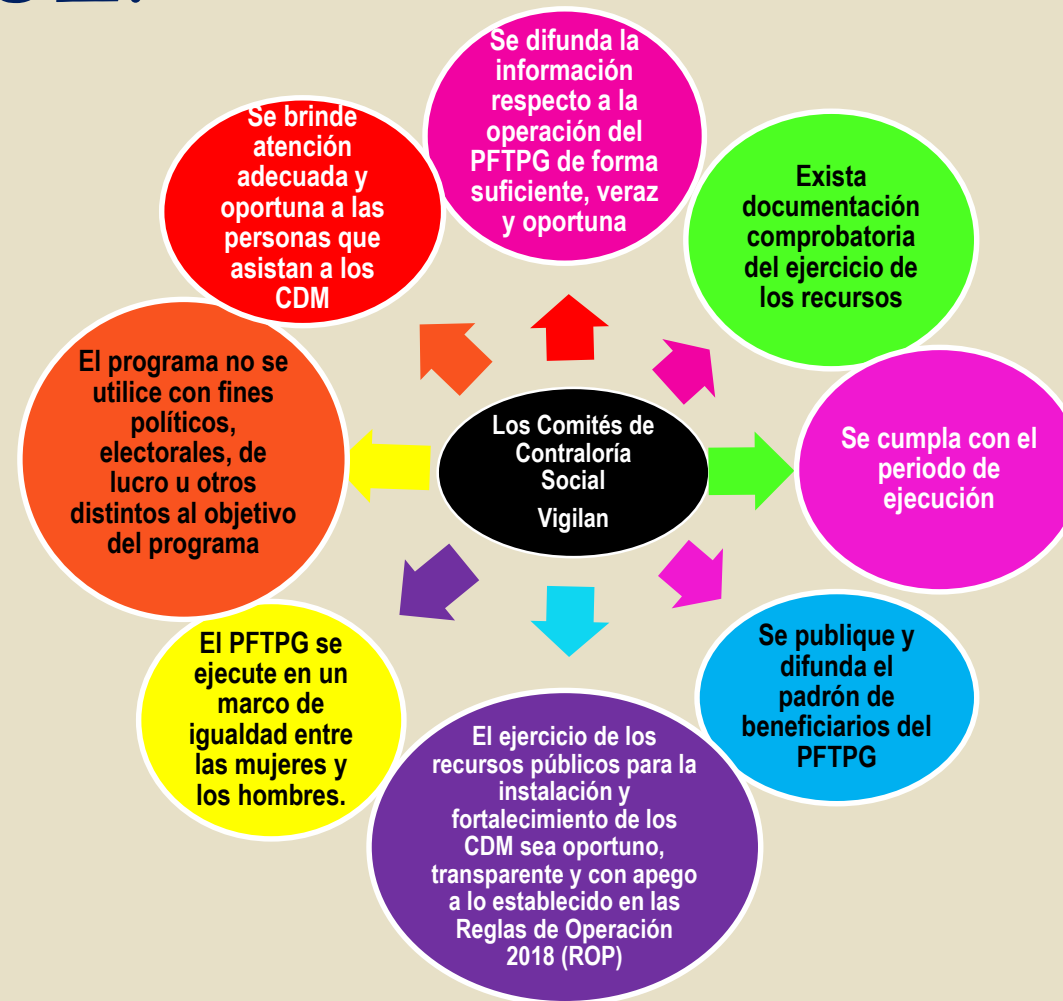 Se difunda la
información
respecto a la
operación del
PFTPG de forma
suficiente, veraz
y oportuna
Exista
documentación
comprobatoria
del ejercicio de
los recursos
Se cumpla con el
periodo de
ejecución
Se publique y
difunda el
padrón de
beneficiarios del
PFTPG
El ejercicio de los
recursos públicos para la
instalación y
fortalecimiento de los
CDM sea oportuno,
transparente y con apego
a lo establecido en las
Reglas de Operación
2018 (ROP)
El PFTPG se
ejecute en un
marco de
igualdad entre
las mujeres y
los hombres.
El programa no se
utilice con fines
políticos,
electorales, de
lucro u otros
distintos al objetivo
del programa
Se brinde
atención
adecuada y
oportuna a las
personas que
asistan a los
CDM
Los Comités de
Contraloría
Social
Vigilan